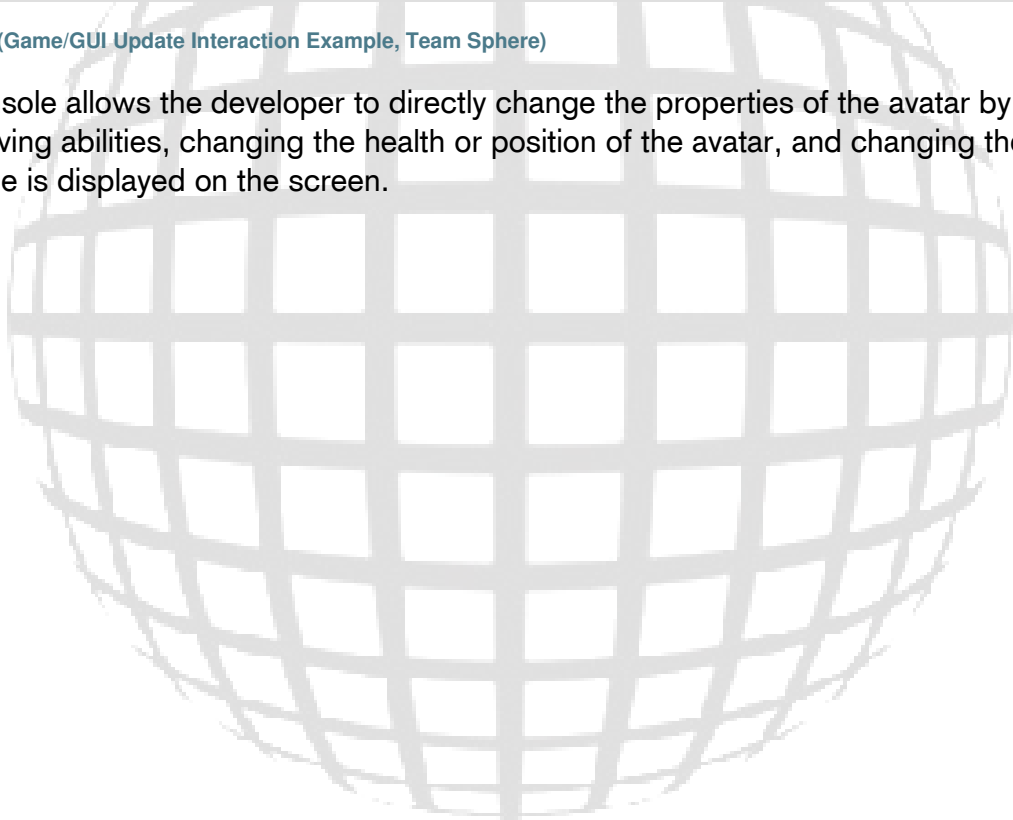 (Game/GUI Update Interaction Example, Team Sphere)
sole allows the developer to directly change the properties of the avatar by
ving abilities, changing the health or position of the avatar, and changing the
e is displayed on the screen.